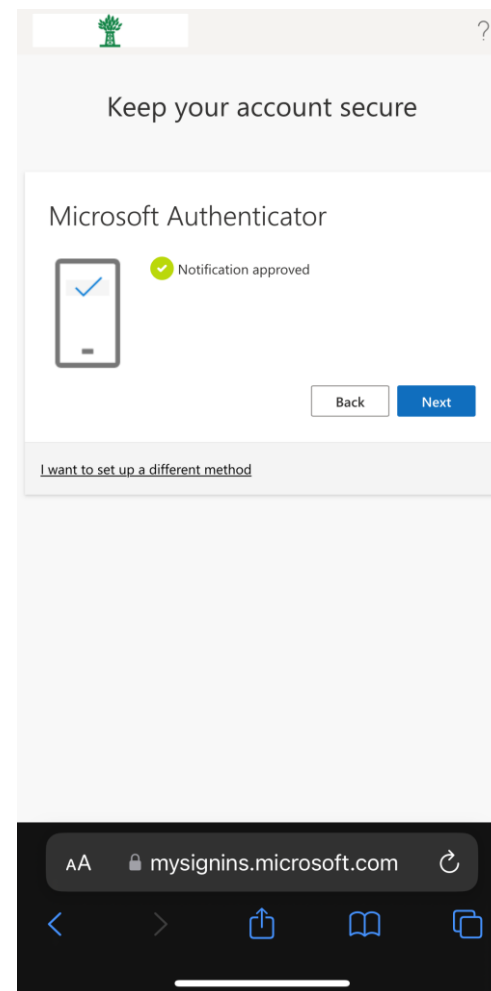 ?
Keep your account secure
Microsoft Authenticator
Notification approved
Back
Next
I want to set up a different method
AA
mysignins.microsoft.com